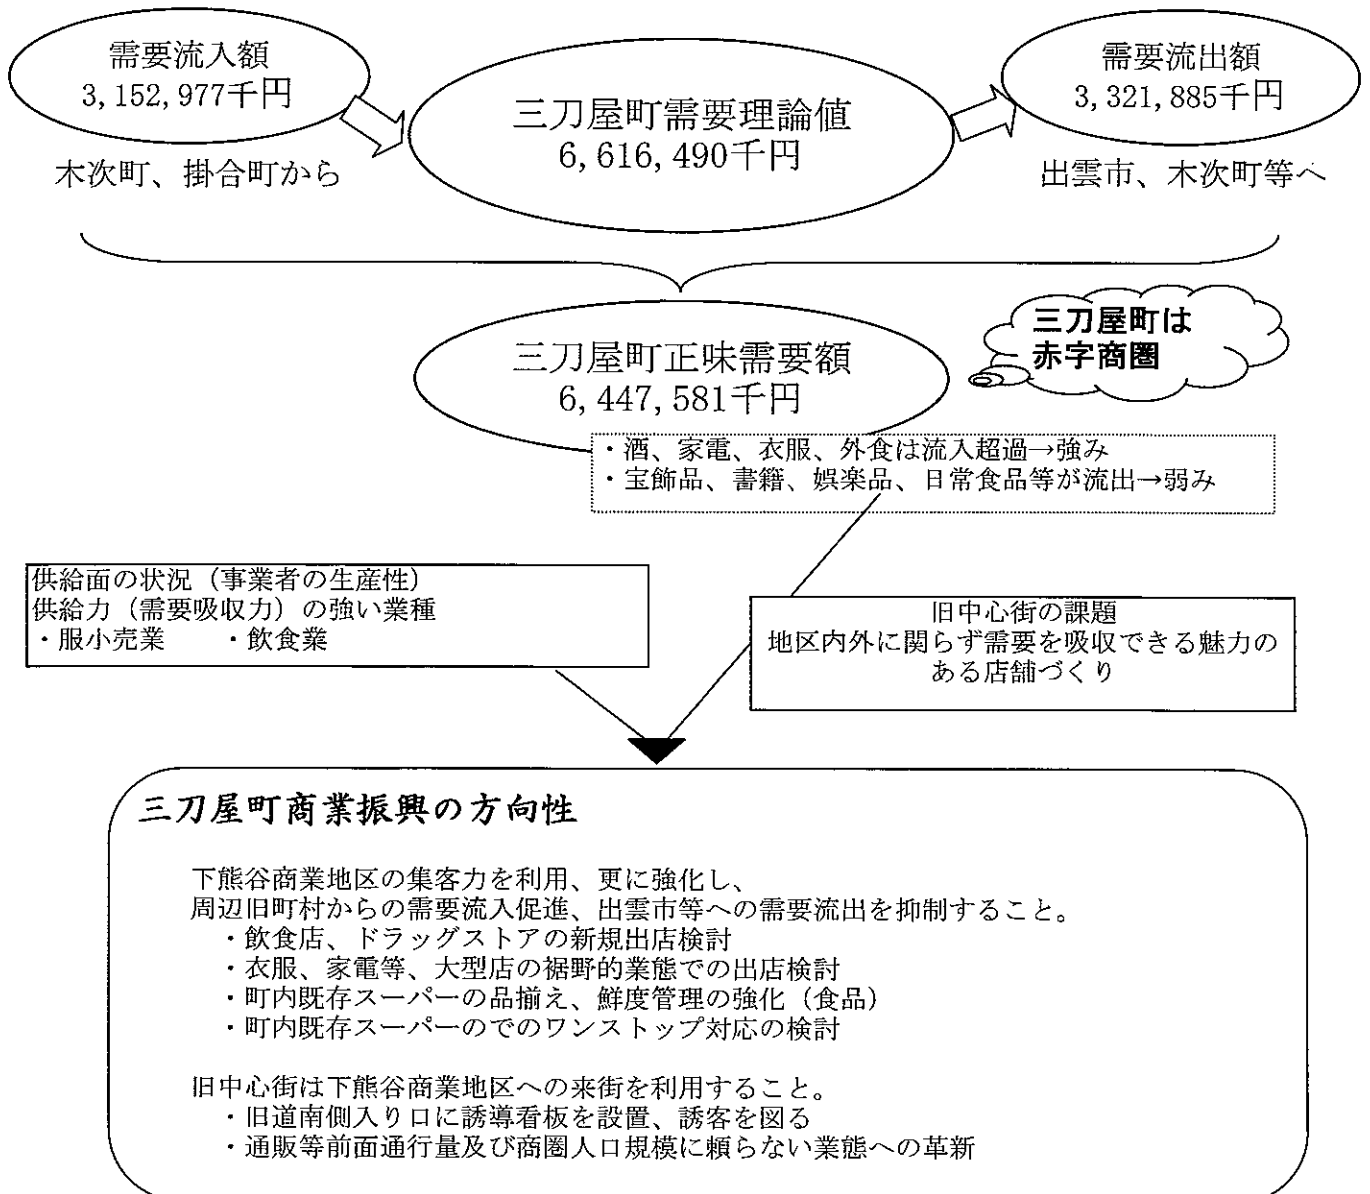 需要流入額
3,152,977千円
木次町、掛合町から
三刀屋町需要理論値
6,616,490千円
需要流出額
3,321,885千円
出雲市、木次町等へ
三刀屋町正味需要額
6,447,581千円
三刀屋町は
赤字商圏
・酒、家電、衣服、外食は流入超過→強み
・宝飾品、書籍、娯楽品、日常食品等が流出→弱み
供給面の状況（事業者の生産性）
供給力（需要吸収力）の強い業種
・服小売業　　・飲食業
旧中心街の課題
地区内外に関らず需要を吸収できる魅力の
ある店舗づくり
三刀屋町商業振興の方向性
下熊谷商業地区の集客力を利用、更に強化し、
周辺旧町村からの需要流入促進、出雲市等への需要流出を抑制すること。
・飲食店、ドラッグストアの新規出店検討
・衣服、家電等、大型店の裾野的業態での出店検討
・町内既存スーパーの品揃え、鮮度管理の強化（食品）
・町内既存スーパーのでのワンストップ対応の検討
旧中心街は下熊谷商業地区への来街を利用すること。
・旧道南側入り口に誘導看板を設置、誘客を図る
・通販等前面通行量及び商圏人口規模に頼らない業態への革新